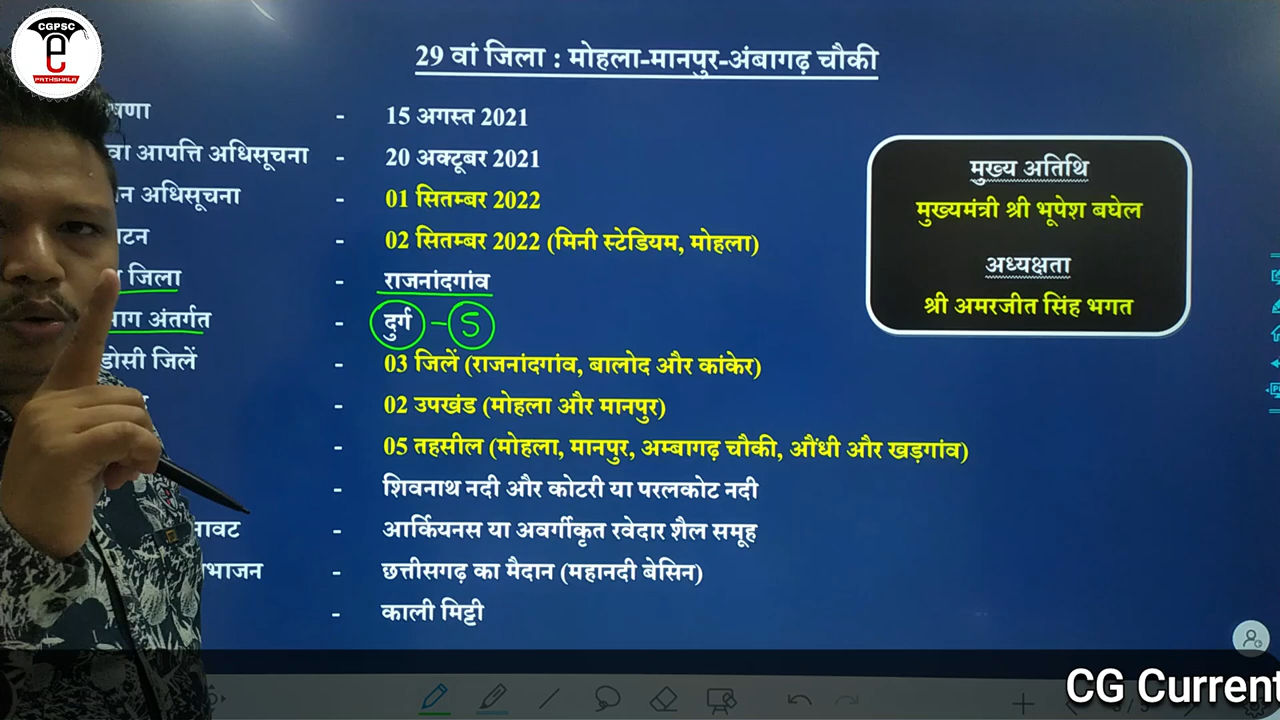 CGPSC
e
PATHSHALA
29 वां जिला : मोहला-मानपुर-अंबागढ़ चौकी
षणा - 15 अगस्त 2021
वा आपत्ति अधिसूचना - 20 अक्टूबर 2021
न अधिसूचना - 01 सितम्बर 2022
टन - 02 सितम्बर 2022 (मिनी स्टेडियम, मोहला)
जिला - राजनांदगांव
भाग अंतर्गत - दुर्ग - 5
डोसी जिलें - 03 जिलें (राजनांदगांव, बालोद और कांकेर)
- 02 उपखंड (मोहला और मानपुर)
- 05 तहसील (मोहला, मानपुर, अम्बागढ़ चौकी, औंधी और खड़गांव)
- शिवनाथ नदी और कोटरी या परलकोट नदी
नावट - आर्कियनस या अवर्गीकृत रवेदार शैल समूह
भाजन - छत्तीसगढ़ का मैदान (महानदी बेसिन)
- काली मिट्टी
मुख्य अतिथि
मुख्यमंत्री श्री भूपेश बघेल
अध्यक्षता
श्री अमरजीत सिंह भगत
CG Current